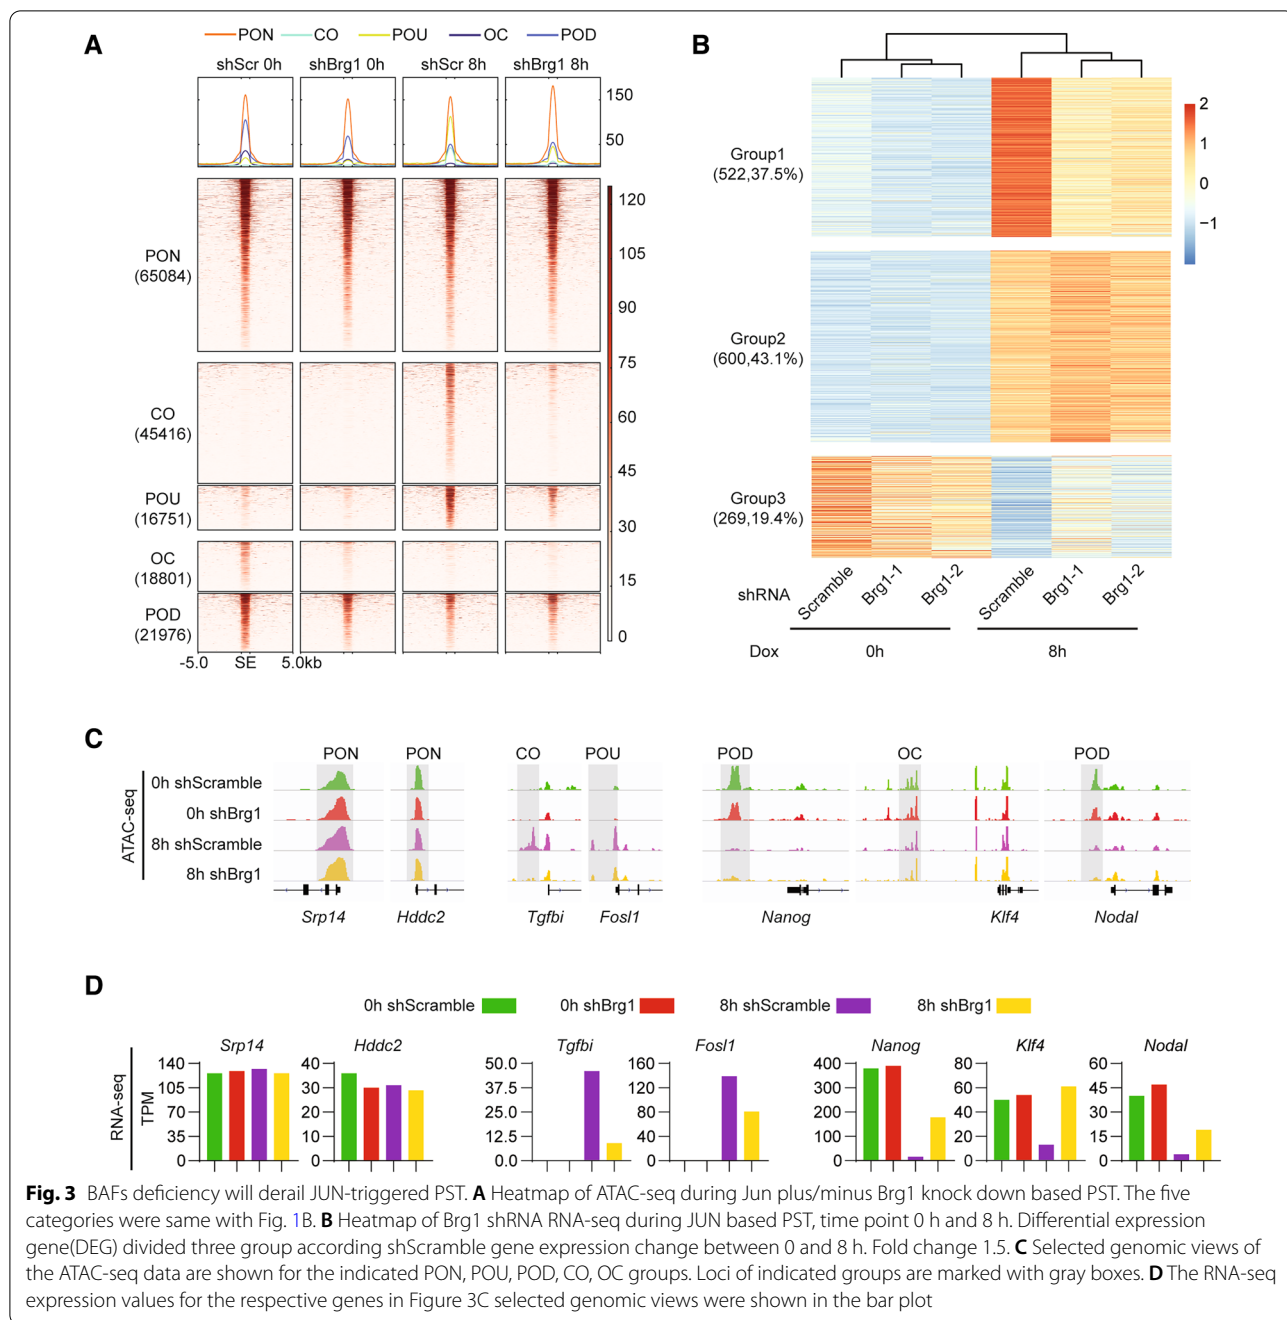 A
PON CO POU OC POD
shScr 0h shBrg1 0h shScr 8h shBrg1 8h
150
50
PON
(65084)
CO
(45416)
POU
(16751)
OC
(18801)
POD
(21976)
120
105
90
75
60
45
30
15
0
-5.0 SE 5.0kb
B
Group1
(522,37.5%)
Group2
(600,43.1%)
Group3
(269,19.4%)
2
1
0
−1
shRNA Scramble Brg1-1 Brg1-2 Scramble Brg1-1 Brg1-2
Dox 0h 8h
C
PON PON CO POU POD OC POD
ATAC-seq
0h shScramble
0h shBrg1
8h shScramble
8h shBrg1
Srp14 Hddc2 Tgfbi Fosl1 Nanog Klf4 Nodal
D
0h shScramble 0h shBrg1 8h shScramble 8h shBrg1
RNA-seq
TPM
Srp14 Hddc2 Tgfbi Fosl1 Nanog Klf4 Nodal
140 40 50.0 160 400 80 60
105 30 37.5 120 300 60 45
70 20 25.0 80 200 40 30
35 10 12.5 40 100 20 15
0 0 0.0 0 0 0 0
Fig. 3 BAFs deficiency will derail JUN-triggered PST. A Heatmap of ATAC-seq during Jun plus/minus Brg1 knock down based PST. The five
categories were same with Fig. 1B. B Heatmap of Brg1 shRNA RNA-seq during JUN based PST, time point 0 h and 8 h. Differential expression
gene(DEG) divided three group according shScramble gene expression change between 0 and 8 h. Fold change 1.5. C Selected genomic views of
the ATAC-seq data are shown for the indicated PON, POU, POD, CO, OC groups. Loci of indicated groups are marked with gray boxes. D The RNA-seq
expression values for the respective genes in Figure 3C selected genomic views were shown in the bar plot